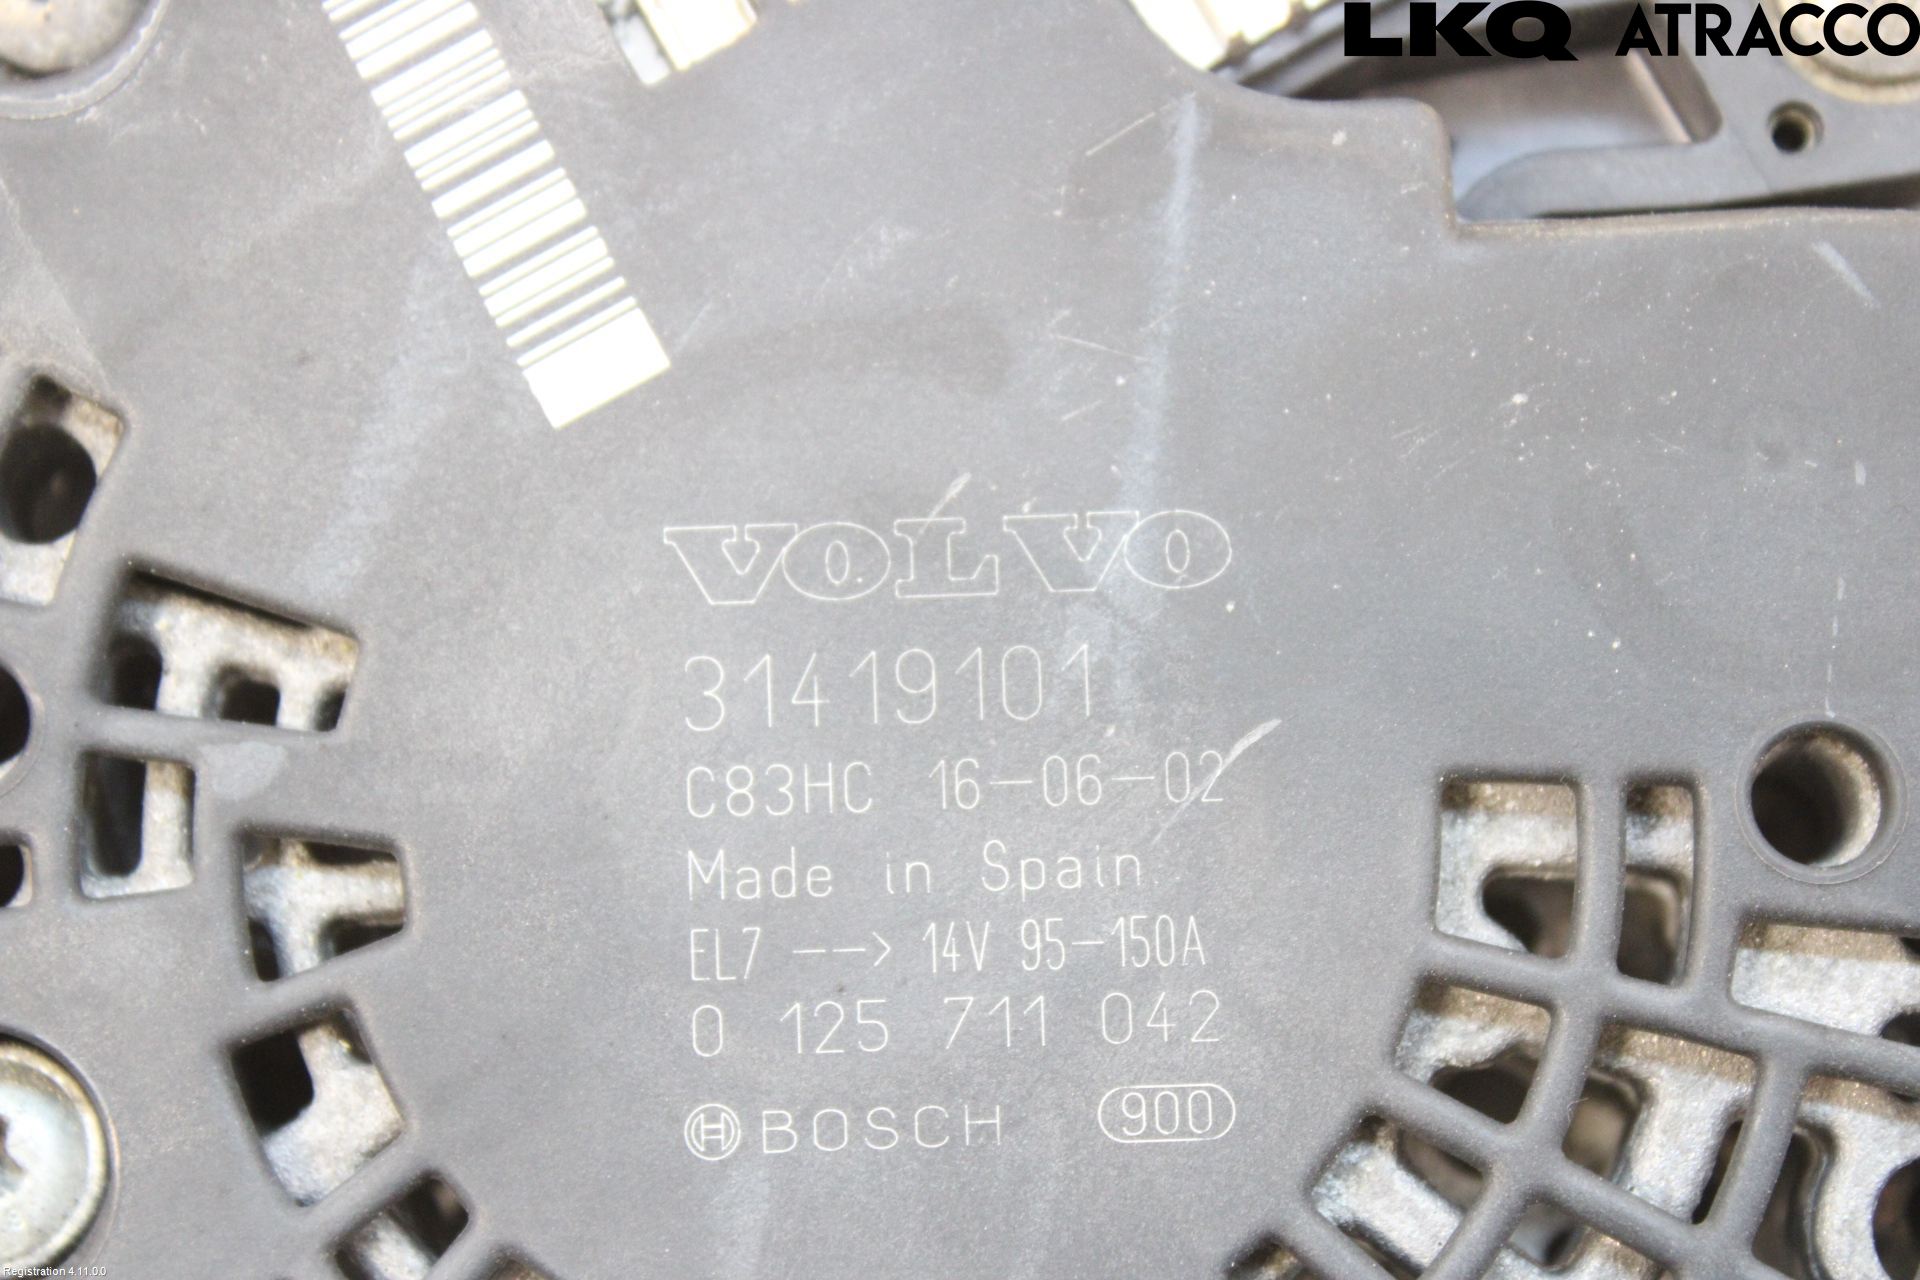 LKQ ATRACCO
VOLVO
31419101
C83HC 16-06-02
Made in Spain
EL7 --> 14V 95-150A
0 125 711 042
BOSCH 900
Registration 4.11.0.0